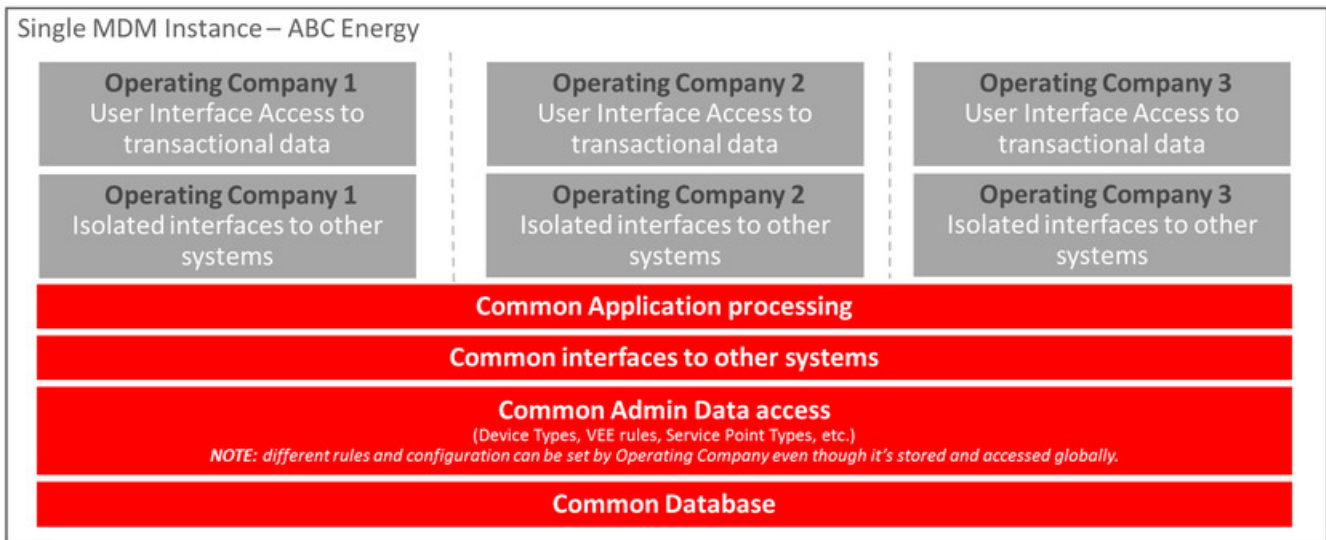 Single MDM Instance – ABC Energy
Operating Company 1
User Interface Access to
transactional data
Operating Company 2
User Interface Access to
transactional data
Operating Company 3
User Interface Access to
transactional data
Operating Company 1
Isolated interfaces to other
systems
Operating Company 2
Isolated interfaces to other
systems
Operating Company 3
Isolated interfaces to other
systems
Common Application processing
Common interfaces to other systems
Common Admin Data access
(Device Types, VEE rules, Service Point Types, etc.)
NOTE: different rules and configuration can be set by Operating Company even though it’s stored and accessed globally.
Common Database